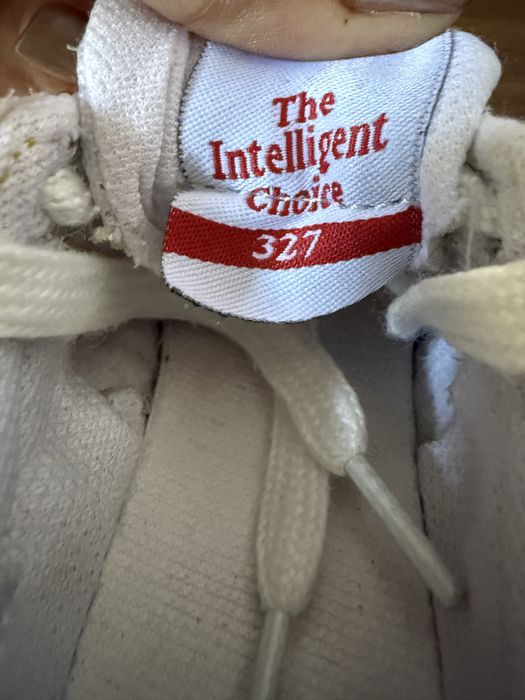 The
Intelligent
Choice
327